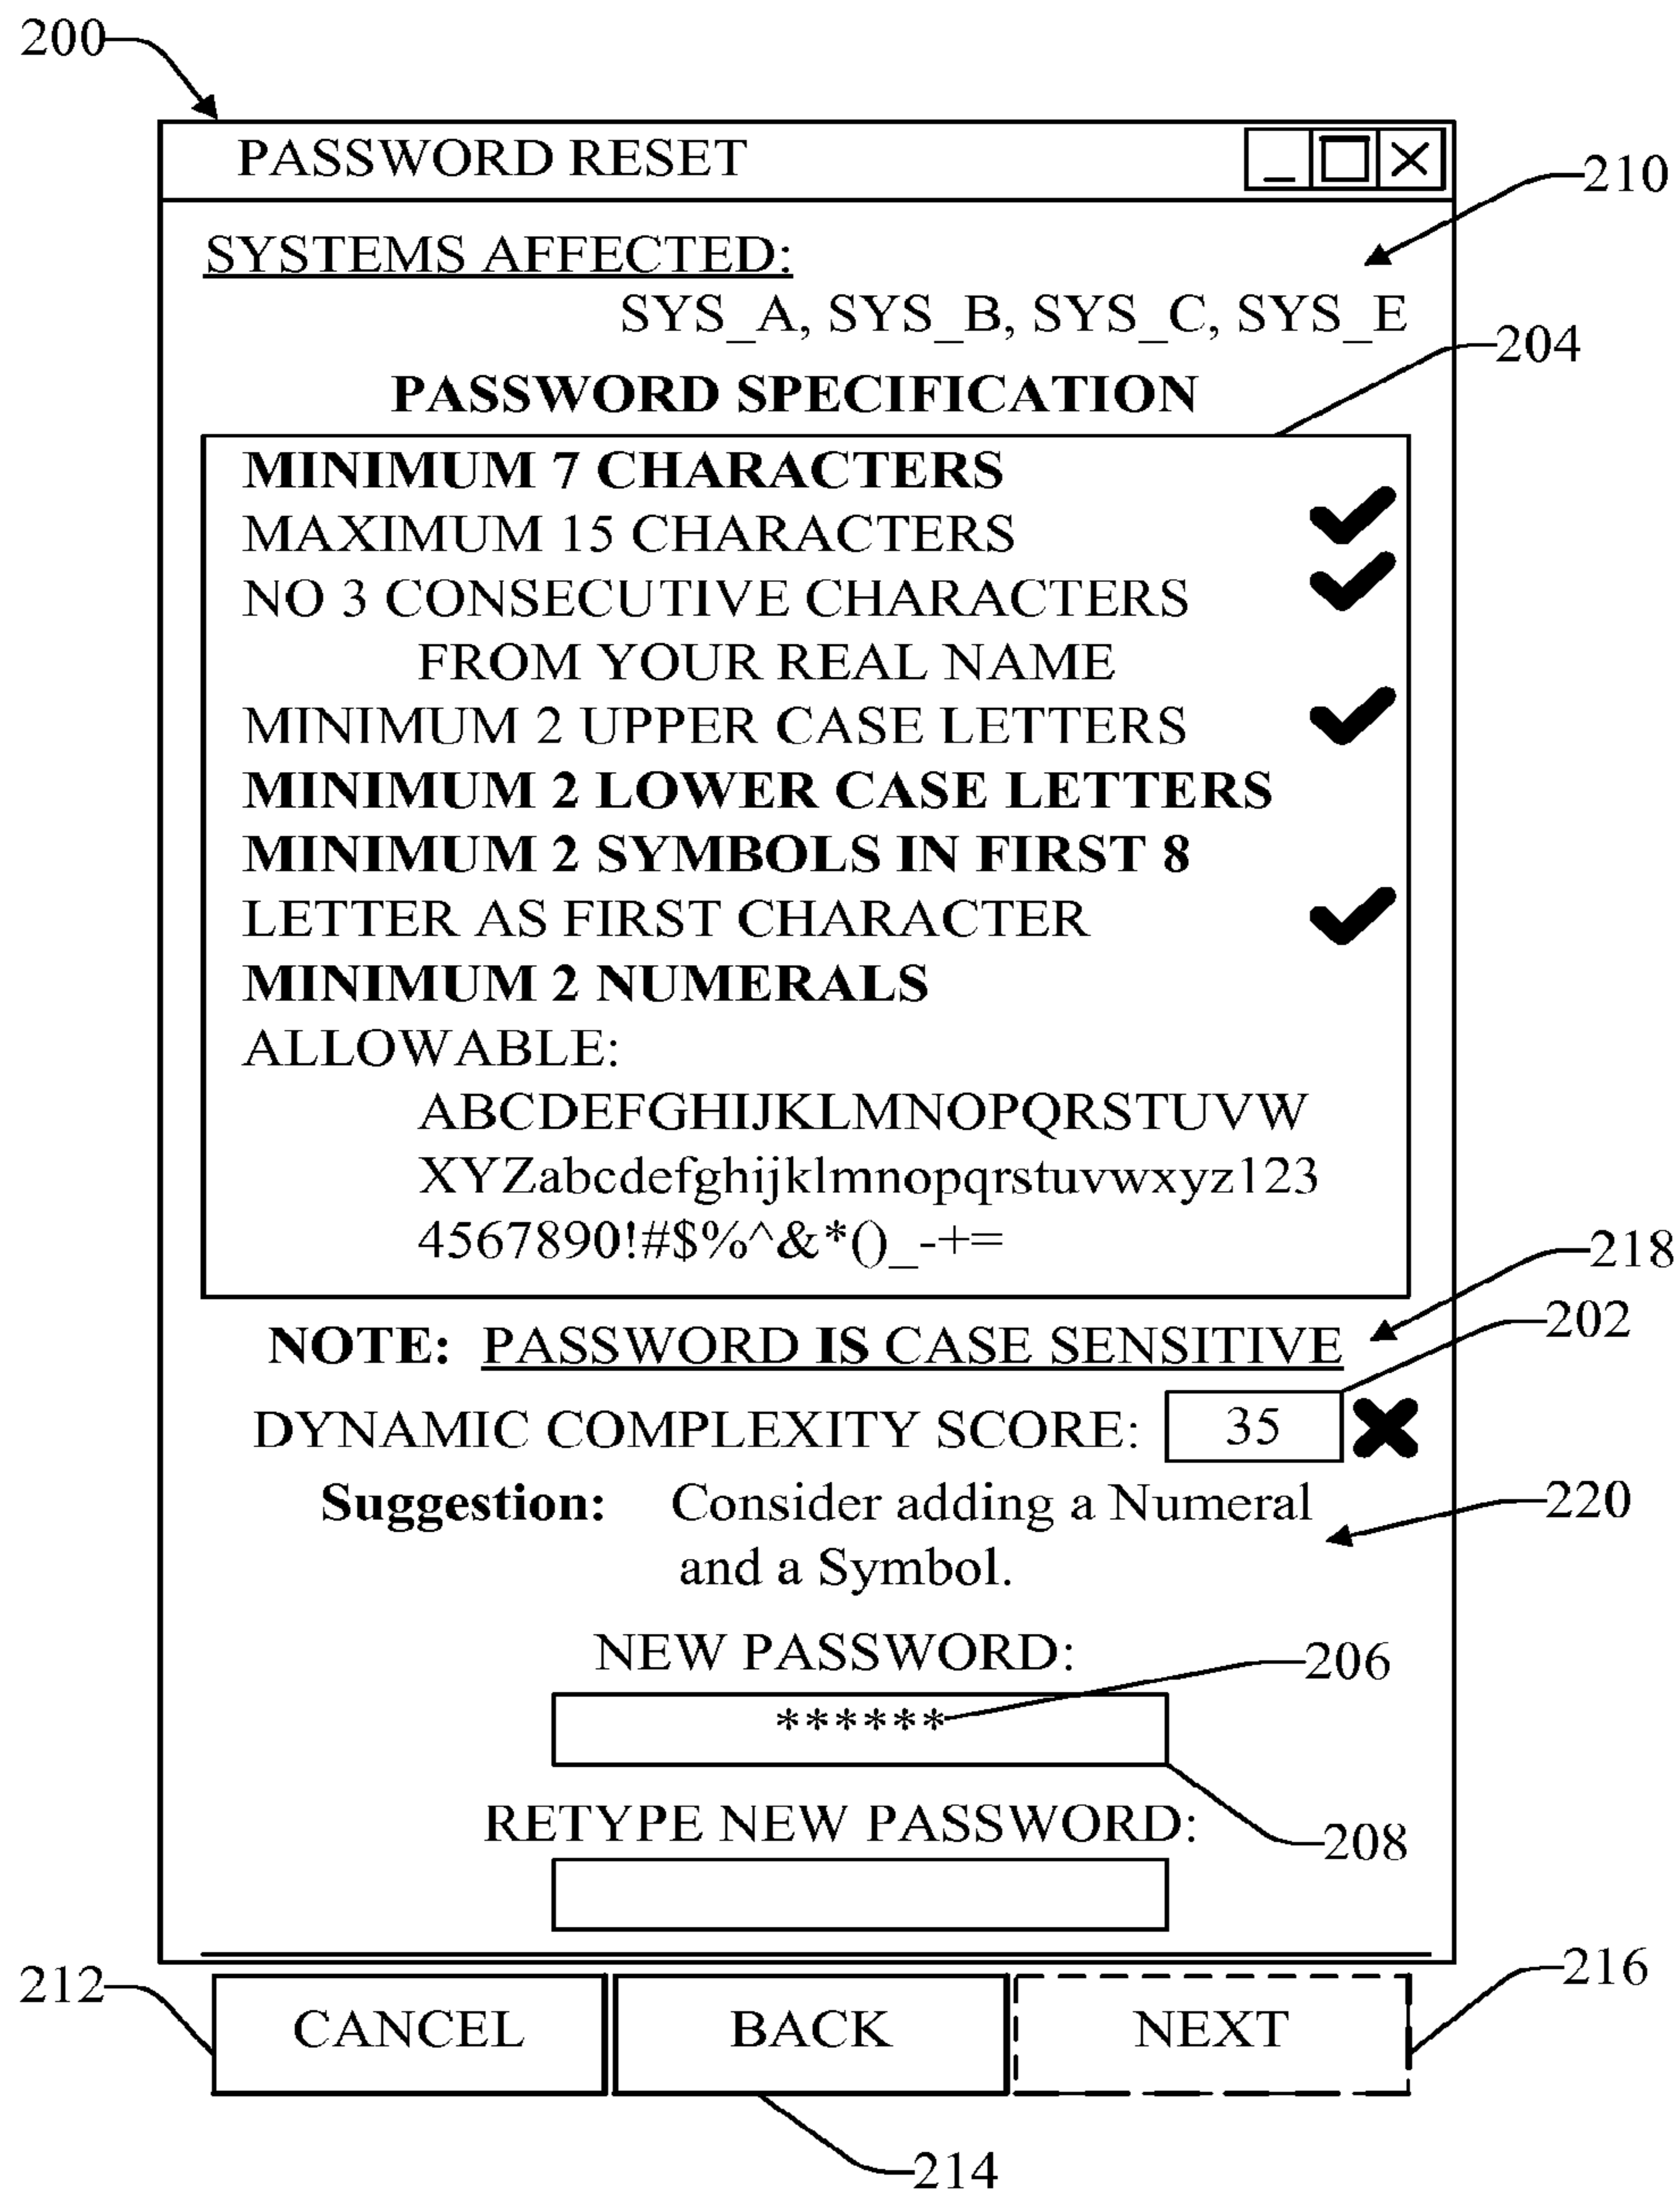 200
PASSWORD RESET
210
SYSTEMS AFFECTED:
SYS_A, SYS_B, SYS_C, SYS_E
204
PASSWORD SPECIFICATION
MINIMUM 7 CHARACTERS
MAXIMUM 15 CHARACTERS
NO 3 CONSECUTIVE CHARACTERS
FROM YOUR REAL NAME
MINIMUM 2 UPPER CASE LETTERS
MINIMUM 2 LOWER CASE LETTERS
MINIMUM 2 SYMBOLS IN FIRST 8
LETTER AS FIRST CHARACTER
MINIMUM 2 NUMERALS
ALLOWABLE:
ABCDEFGHIJKLMNOPQRSTUVW
XYZabcdefghijklmnopqrstuvwxyz123
4567890!#$%^&*()_-+=
218
202
NOTE: PASSWORD IS CASE SENSITIVE
DYNAMIC COMPLEXITY SCORE: 35
Suggestion: Consider adding a Numeral
220
and a Symbol.
NEW PASSWORD:
206
******
RETYPE NEW PASSWORD:
208
212
216
CANCEL BACK NEXT
214